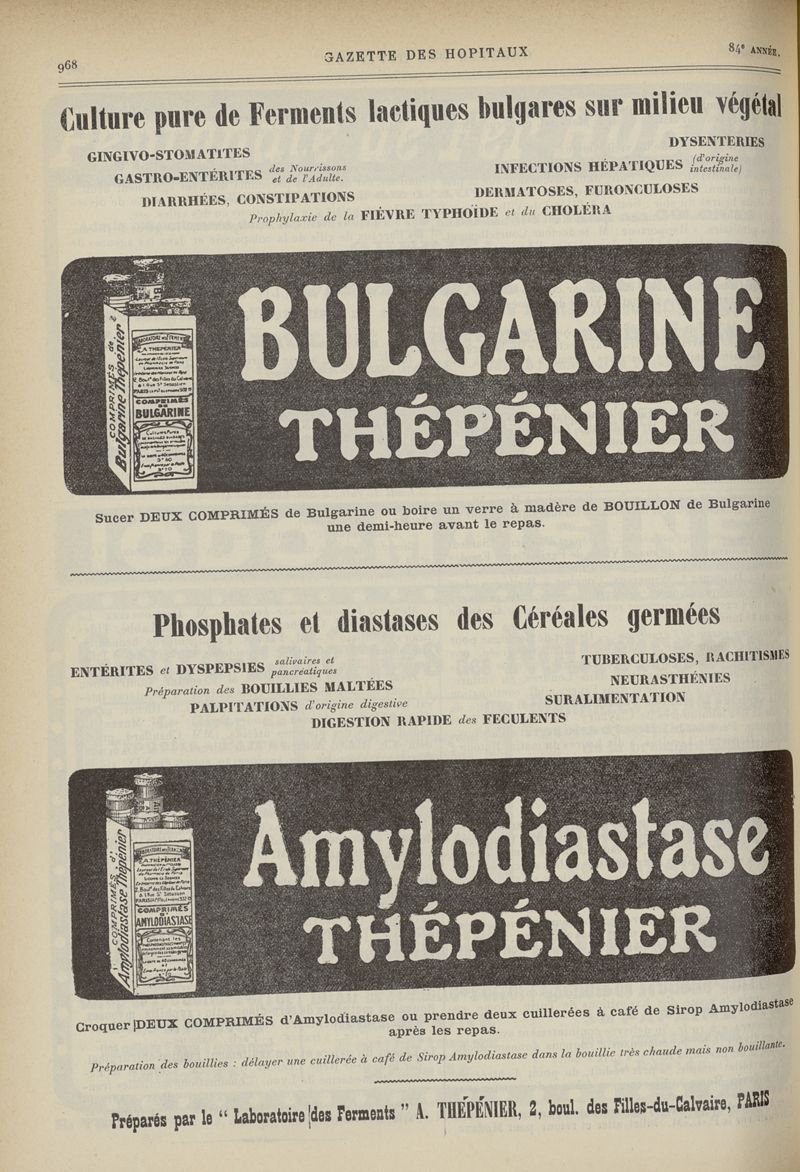 968
GAZETTE DES HOPITAUX
84e ANNÉE.
Culture pure de Ferments lactiques bulgares sur milieu végétal
GINGIVO-STOMATITES
GASTRO-ENTÉRITES des Nourrissons et de l'Adulte.
DIARRHÉES, CONSTIPATIONS
DYSENTERIES
INFECTIONS HÉPATIQUES (d'origine intestinale)
DERMATOSES, FURONCULOSES
Prophylaxie de la FIÈVRE TYPHOÏDE et du CHOLÉRA
COMPRIMÉS de
Bulgarine Thépenier
A. THEPENIER
COMPRIMÉS
BULGARINE
BULGARINE
THÉPÉNIER
Sucer DEUX COMPRIMÉS de Bulgarine ou boire un verre à madère de BOUILLON de Bulgarine
une demi-heure avant le repas.
Phosphates et diastases des Céréales germées
ENTÉRITES et DYSPEPSIES salivaires et pancréatiques
Préparation des BOUILLIES MALTÉES
PALPITATIONS d'origine digestive
TUBERCULOSES, RACHITISMES
NEURASTHÉNIES
SURALIMENTATION
DIGESTION RAPIDE des FECULENTS
COMPRIMÉS d'
Amylodiastase Thépenier
A. THÉPENIER
COMPRIMÉS
AMYLODIASTASE
Amylodiastase
THÉPÉNIER
Croquer DEUX COMPRIMÉS d'Amylodiastase ou prendre deux cuillerées à café de Sirop Amylodiastase
après les repas.
Préparation des bouillies : délayer une cuillerée à café de Sirop Amylodiastase dans la bouillie très chaude mais non bouillante.
Préparés par le " Laboratoire des Ferments " A. THÉPÉNIER, 2, boul. des Filles-du-Calvaire, PARIS